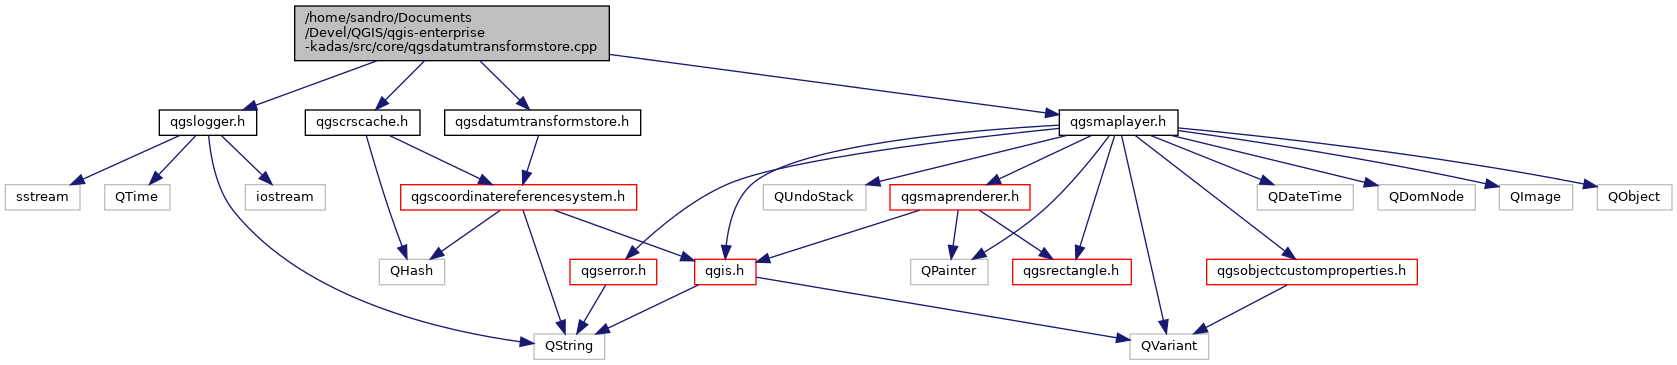 /home/sandro/Documents
/Devel/QGIS/qgis-enterprise
-kadas/src/core/qgsdatumtransformstore.cpp
qgslogger.h
qgscrscache.h
qgsdatumtransformstore.h
qgsmaplayer.h
sstream
QTime
iostream
qgscoordinatereferencesystem.h
QUndoStack
qgsmaprenderer.h
QDateTime
QDomNode
QImage
QObject
QHash
qgserror.h
qgis.h
QPainter
qgsrectangle.h
qgsobjectcustomproperties.h
QString
QVariant